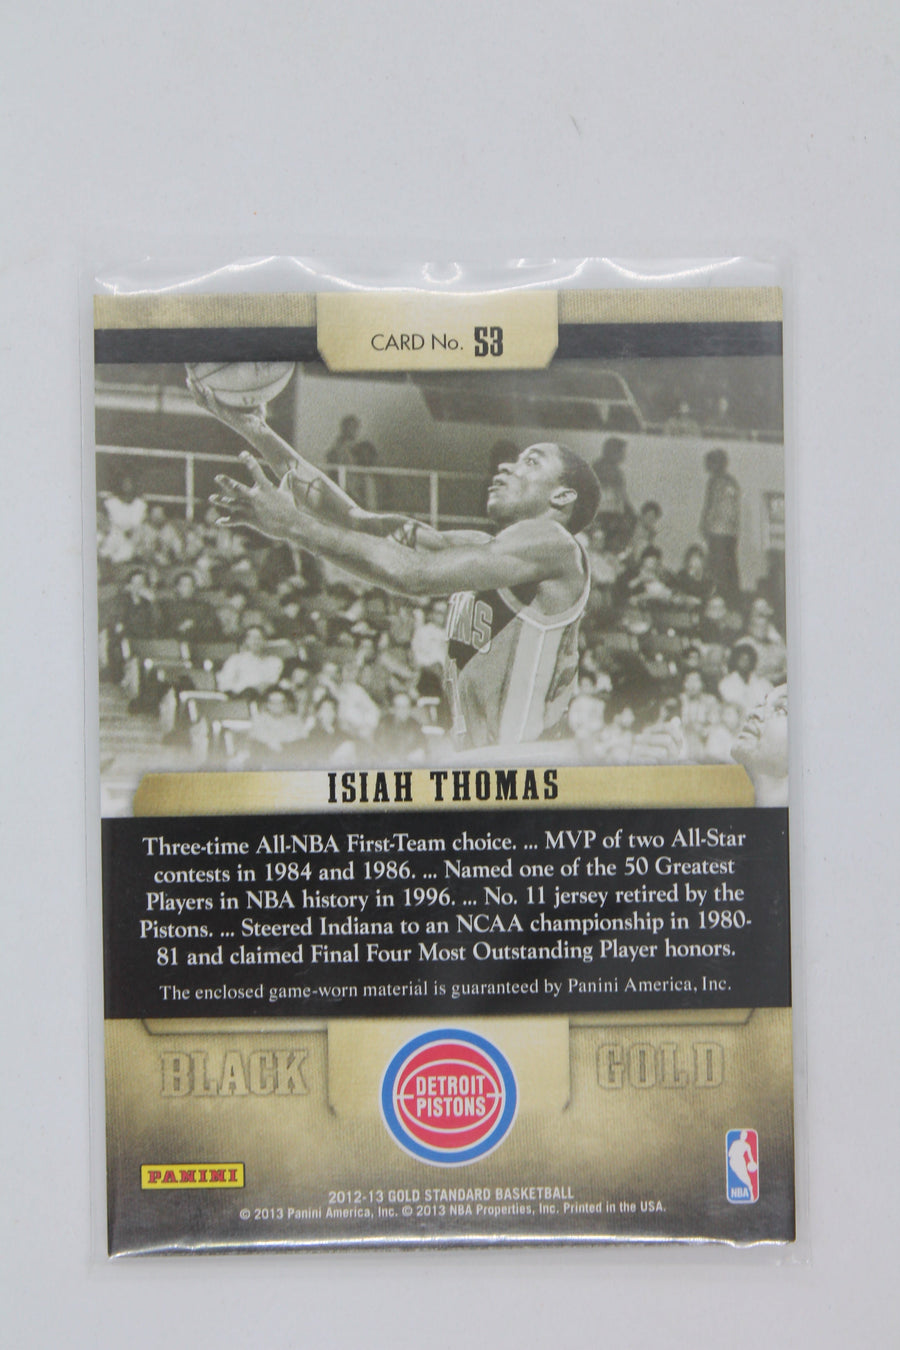 CARD No. S3
NS
ISIAH THOMAS
Three-time All-NBA First-Team choice. ... MVP of two All-Star
contests in 1984 and 1986. ... Named one of the 50 Greatest
Players in NBA history in 1996. ... No. 11 jersey retired by the
Pistons. ... Steered Indiana to an NCAA championship in 1980-
81 and claimed Final Four Most Outstanding Player honors.
The enclosed game-worn material is guaranteed by Panini America, Inc.
BLACK GOLD
DETROIT
PISTONS
PANINI
NBA
2012-13 GOLD STANDARD BASKETBALL
© 2013 Panini America, Inc. © 2013 NBA Properties, Inc. Printed in the USA.